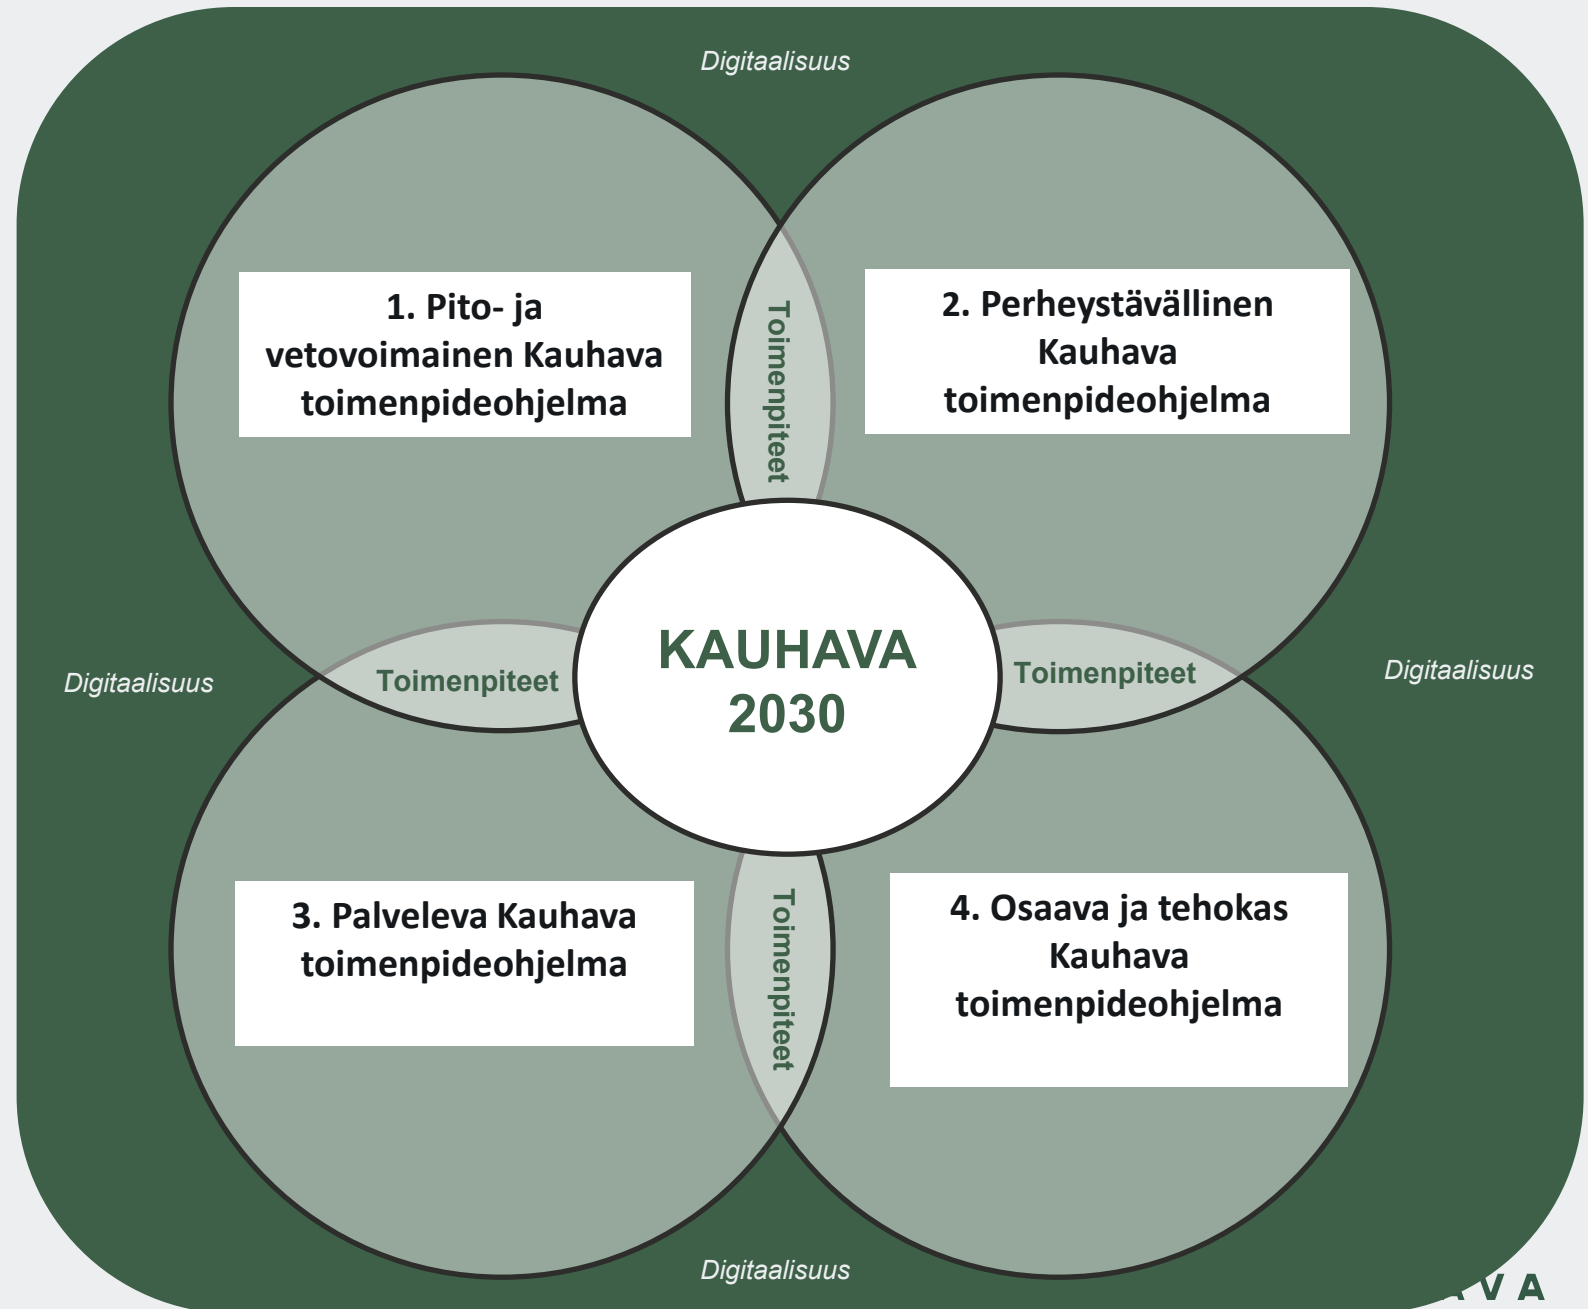 Digitaalisuus
1. Pito- ja
vetovoimainen Kauhava
toimenpideohjelma
Toimenpiteet
2. Perheystävällinen
Kauhava
toimenpideohjelma
Digitaalisuus
Toimenpiteet
KAUHAVA
2030
Toimenpiteet
Digitaalisuus
3. Palveleva Kauhava
toimenpideohjelma
Toimenpiteet
4. Osaava ja tehokas
Kauhava
toimenpideohjelma
Digitaalisuus